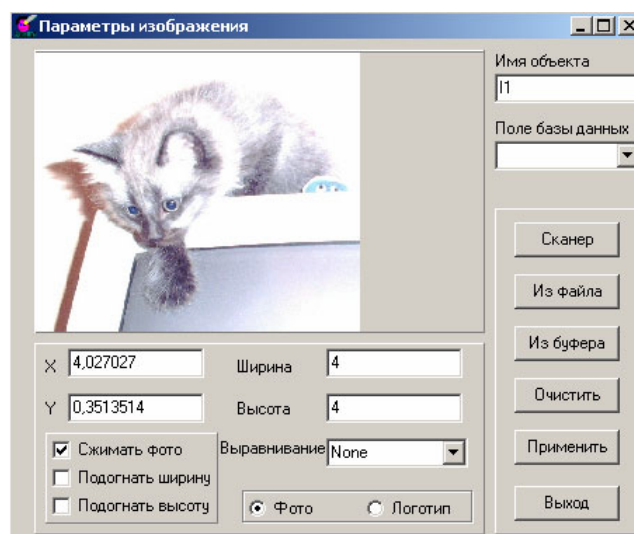 Параметры изображения
Имя объекта
I1
Поле базы данных
Сканер
Из файла
Из буфера
Очистить
Применить
Выход
X 4,027027 Ширина 4
Y 0,3513514 Высота 4
Сжимать фото Выравнивание None
Подогнать ширину
Подогнать высоту
Фото Логотип